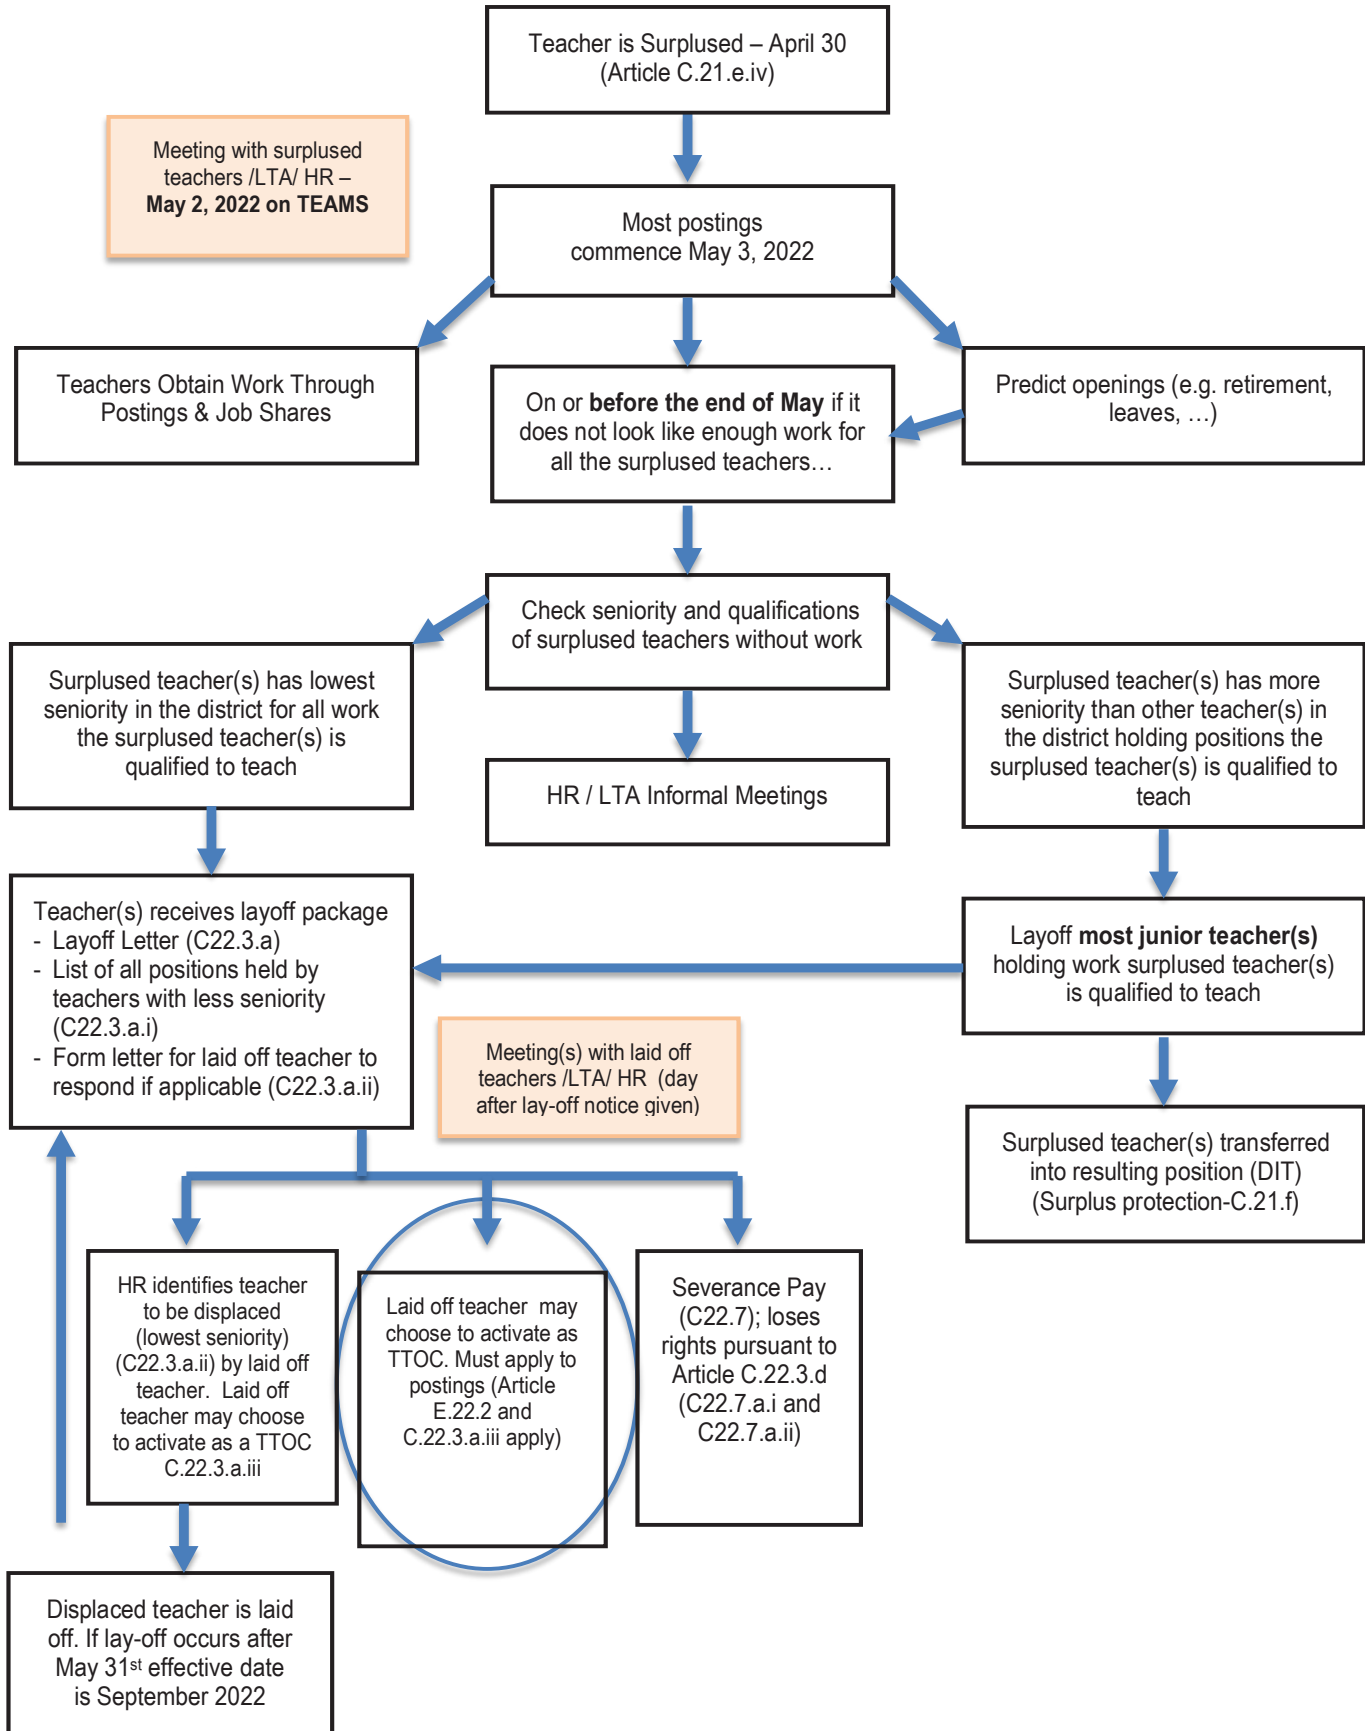 Teacher is Surplused – April 30
(Article C.21.e.iv)
Meeting with surplused
teachers /LTA/ HR –
May 2, 2022 on TEAMS
Most postings
commence May 3, 2022
Teachers Obtain Work Through
Postings & Job Shares
On or before the end of May if it
does not look like enough work for
all the surplused teachers…
Predict openings (e.g. retirement,
leaves, …)
Check seniority and qualifications
of surplused teachers without work
Surplused teacher(s) has lowest
seniority in the district for all work
the surplused teacher(s) is
qualified to teach
HR / LTA Informal Meetings
Surplused teacher(s) has more
seniority than other teacher(s) in
the district holding positions the
surplused teacher(s) is qualified to
teach
Teacher(s) receives layoff package
- Layoff Letter (C22.3.a)
- List of all positions held by
teachers with less seniority
(C22.3.a.i)
- Form letter for laid off teacher to
respond if applicable (C22.3.a.ii)
Layoff most junior teacher(s)
holding work surplused teacher(s)
is qualified to teach
Meeting(s) with laid off
teachers /LTA/ HR (day
after lay-off notice given)
Surplused teacher(s) transferred
into resulting position (DIT)
(Surplus protection-C.21.f)
HR identifies teacher
to be displaced
(lowest seniority)
(C22.3.a.ii) by laid off
teacher. Laid off
teacher may choose
to activate as a TTOC
C.22.3.a.iii
Laid off teacher may
choose to activate as
TTOC. Must apply to
postings (Article
E.22.2 and
C.22.3.a.iii apply)
Severance Pay
(C22.7); loses
rights pursuant to
Article C.22.3.d
(C22.7.a.i and
C22.7.a.ii)
Displaced teacher is laid
off. If lay-off occurs after
May 31st effective date
is September 2022